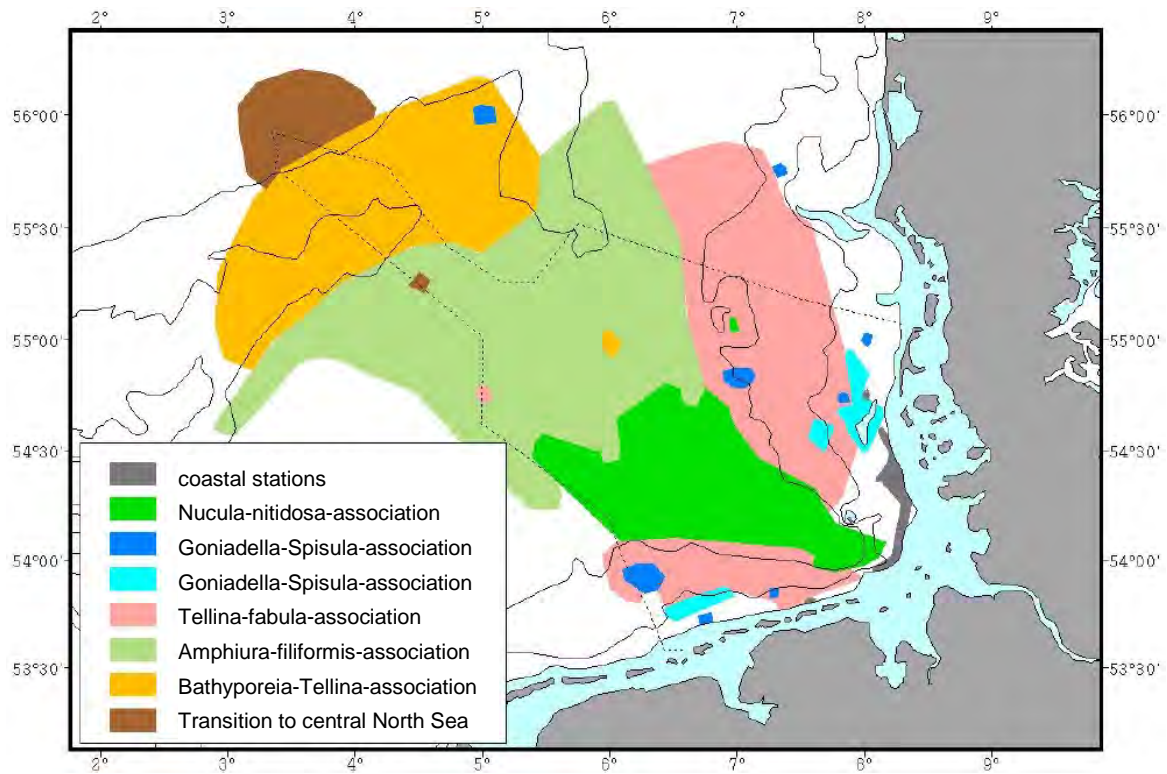 2° 3° 4° 5° 6° 7° 8° 9°
56°00' 56°00'
55°30' 55°30'
55°00' 55°00'
54°30' 54°30'
coastal stations
Nucula-nitidosa-association
Goniadella-Spisula-association
54°00' 54°00'
Goniadella-Spisula-association
Tellina-fabula-association
Amphiura-filiformis-association
53°30' 53°30'
Bathyporeia-Tellina-association
Transition to central North Sea
2° 3° 4° 5° 6° 7° 8° 9°